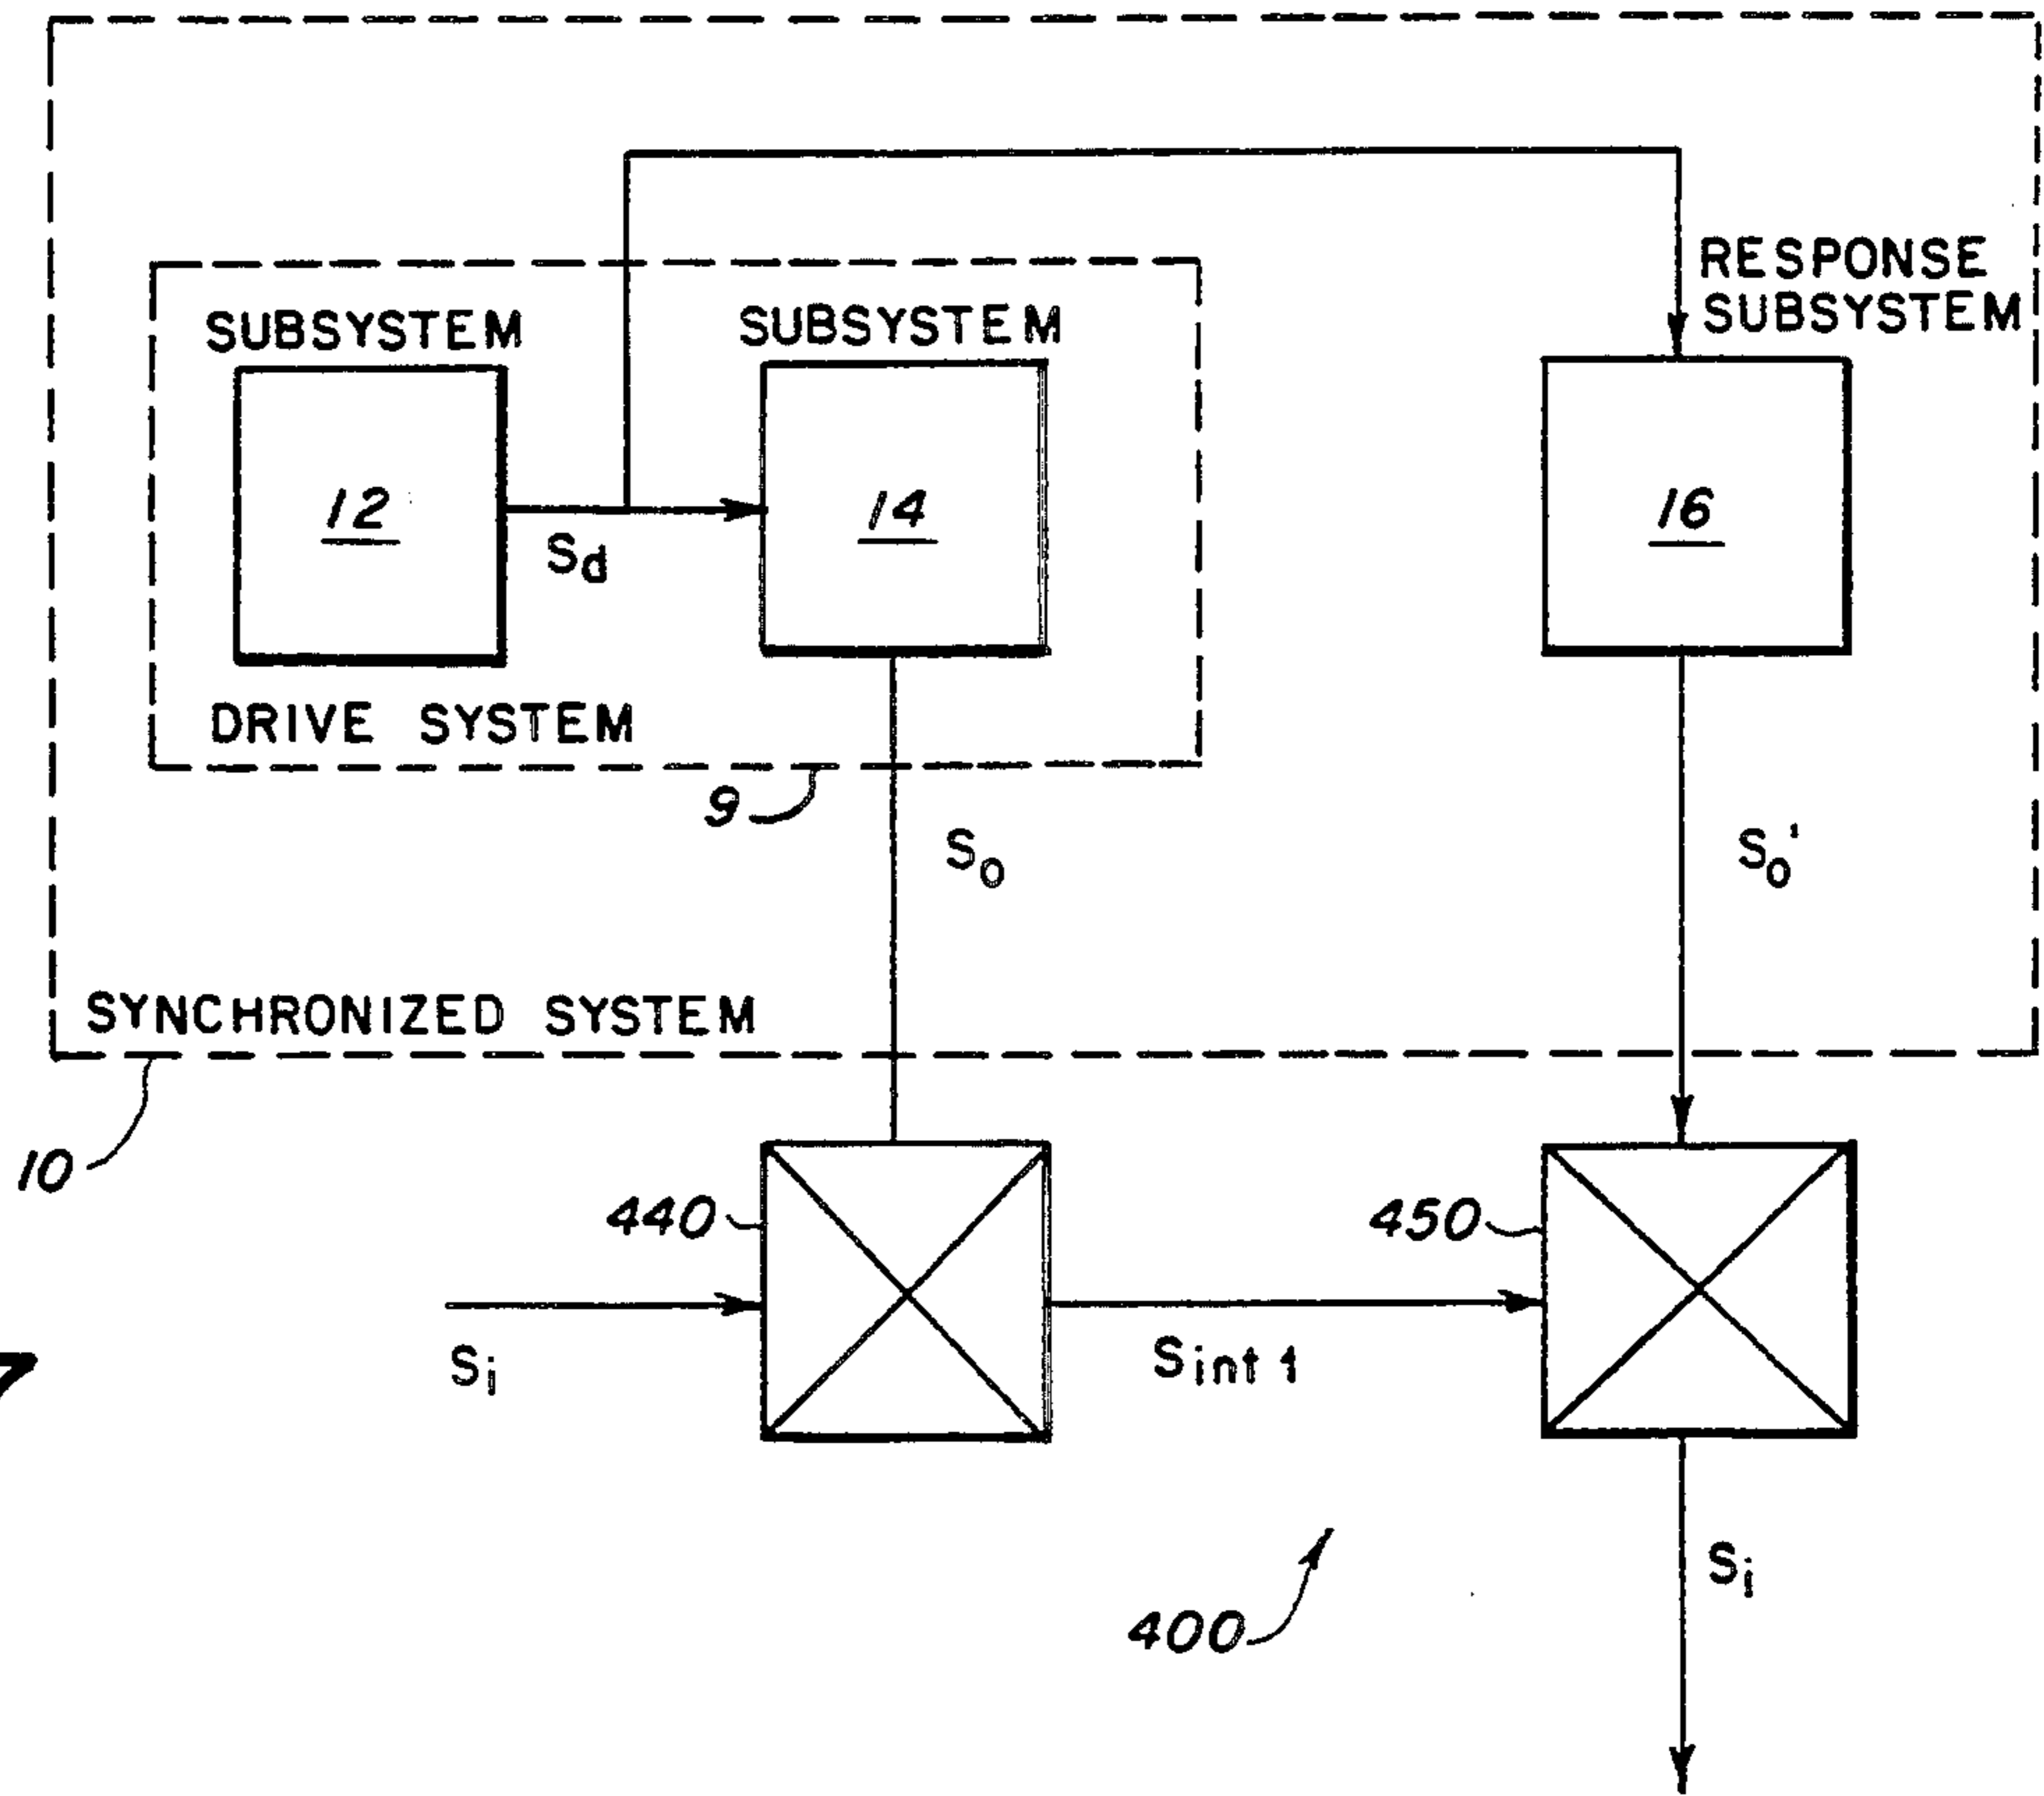 RESPONSE
SUBSYSTEM
SUBSYSTEM
SUBSYSTEM
12
14
16
Sd
DRIVE SYSTEM
9
So
So'
SYNCHRONIZED SYSTEM
10
440
450
Si
Sint 1
7
400
Si